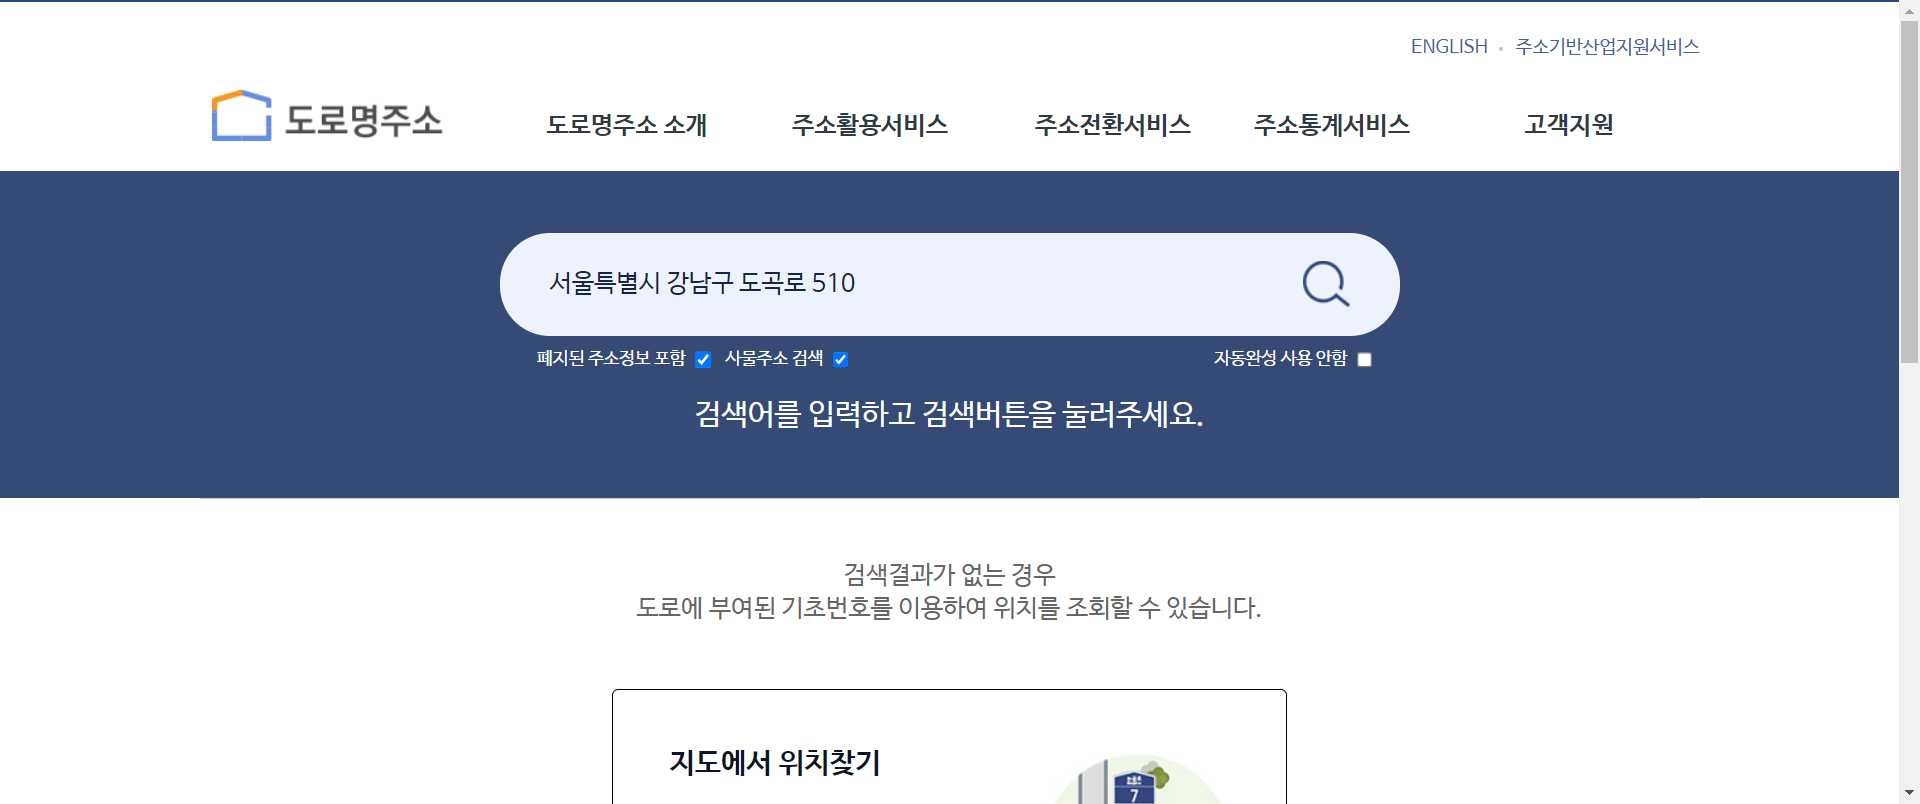 ENGLISH 주소기반산업지원서비스
도로명주소
도로명주소 소개 주소활용서비스 주소전환서비스 주소통계서비스 고객지원
서울특별시 강남구 도곡로 510
폐지된 주소정보 포함 사물주소 검색 자동완성 사용 안함
검색어를 입력하고 검색버튼을 눌러주세요.
검색결과가 없는 경우
도로에 부여된 기초번호를 이용하여 위치를 조회할 수 있습니다.
지도에서 위치찾기
7